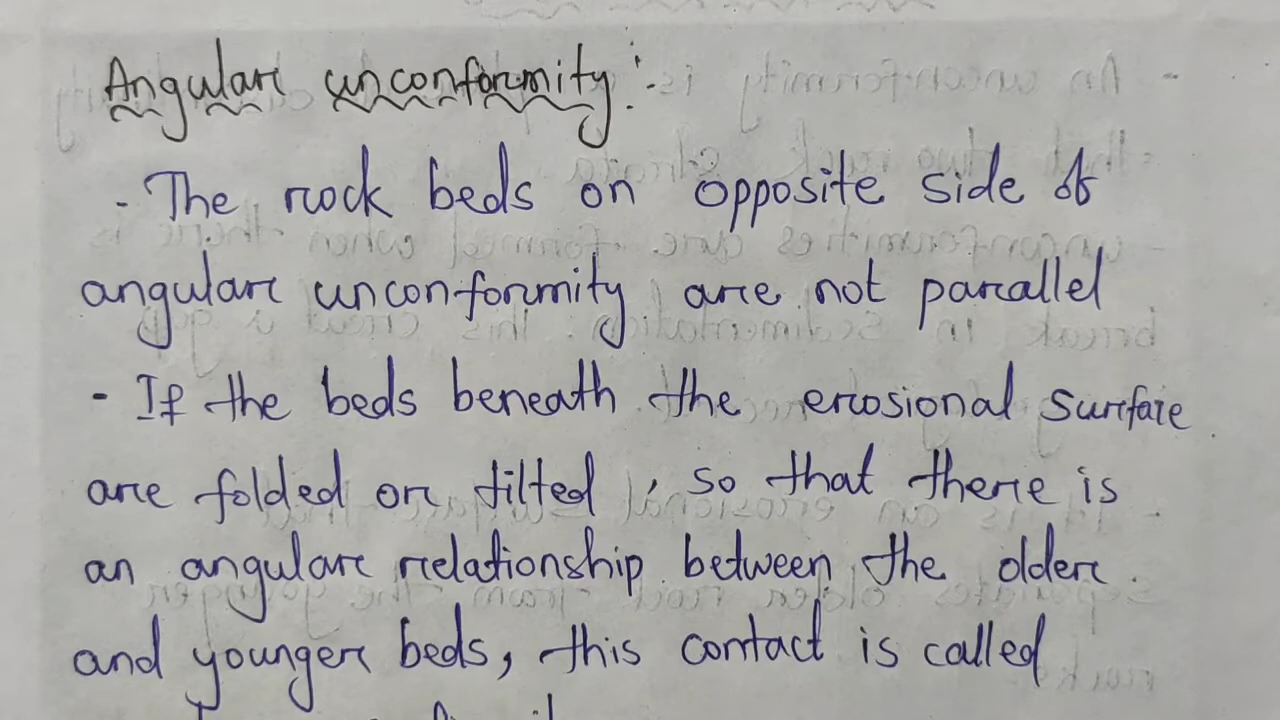 Angular unconformity :-
- The rock beds on opposite side of
angular unconformity are not parallel
- If the beds beneath the erosional surface
are folded or tilted, so that there is
an angular relationship between the older
and younger beds, this contact is called